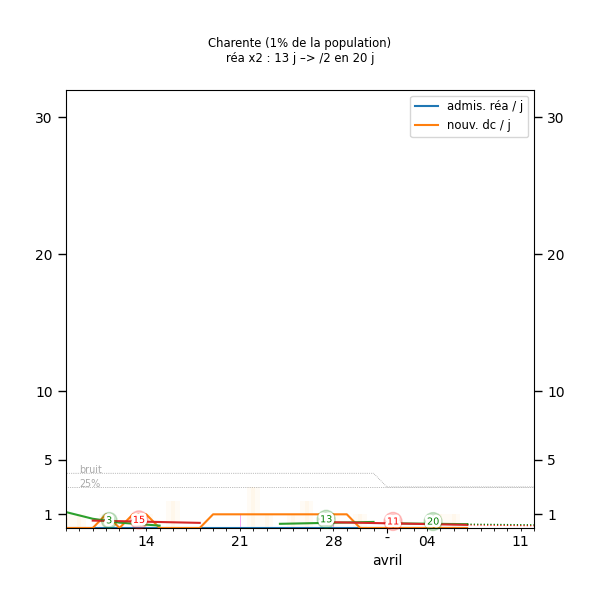 Charente (1% de la population)
réa x2 : 13 j –> /2 en 20 j
admis. réa / j
nouv. dc / j
30 30
20 20
10 10
5 5
bruit
25%
1 1
3 15 13 11 20
14 21 28 - 04 11
avril